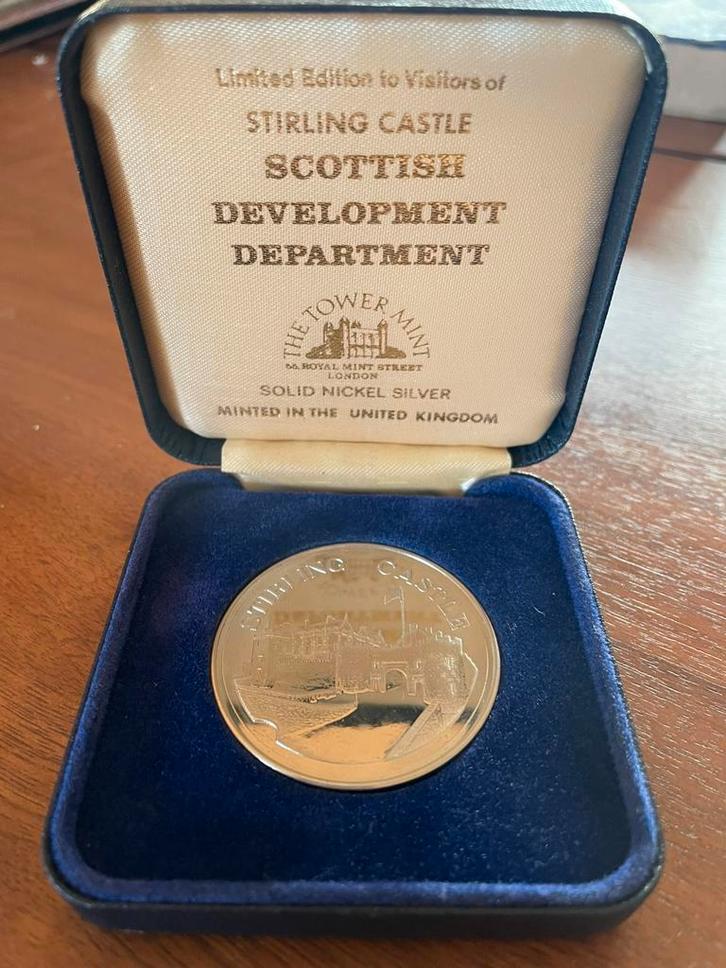 Limited Edition to Visitors of
STIRLING CASTLE
SCOTTISH
DEVELOPMENT
DEPARTMENT
THE TOWER MINT
66, ROYAL MINT STREET
LONDON
SOLID NICKEL SILVER
MINTED IN THE UNITED KINGDOM
STIRLING CASTLE